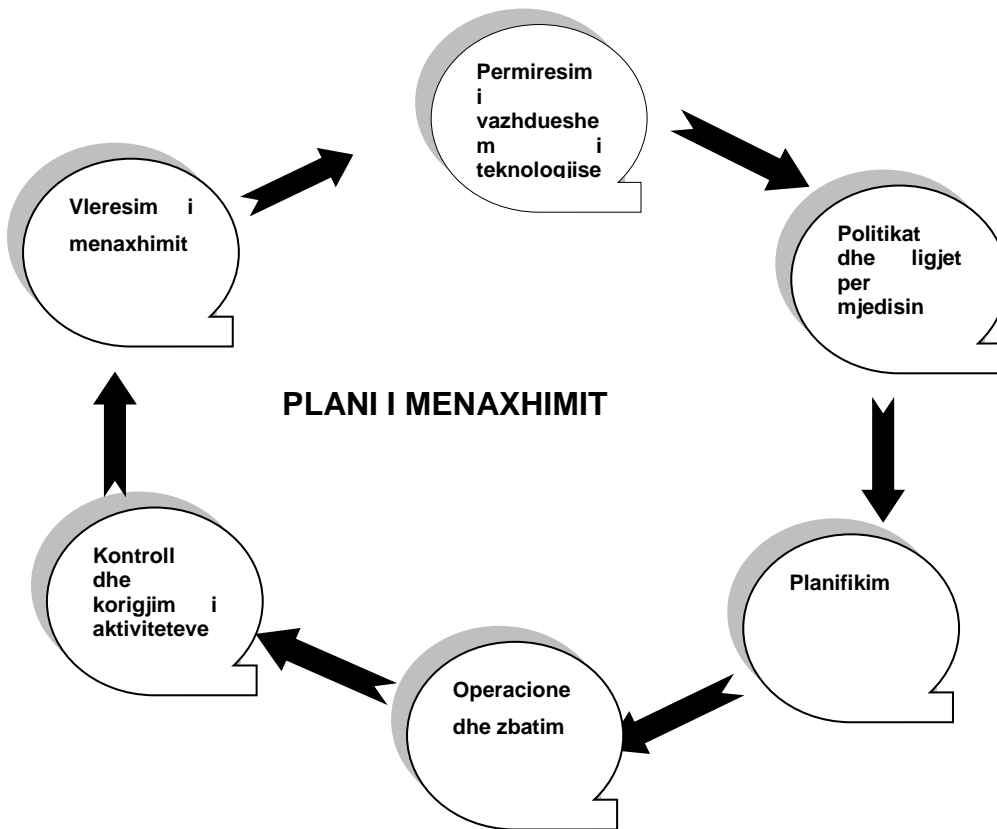 Permiresim
i
vazhdueshe
m i
teknologjise
Vleresim i
menaxhimit
Politikat
dhe ligjet
per
mjedisin
PLANI I MENAXHIMIT
Kontroll
dhe
korigjim i
aktiviteteve
Planifikim
Operacione
dhe zbatim